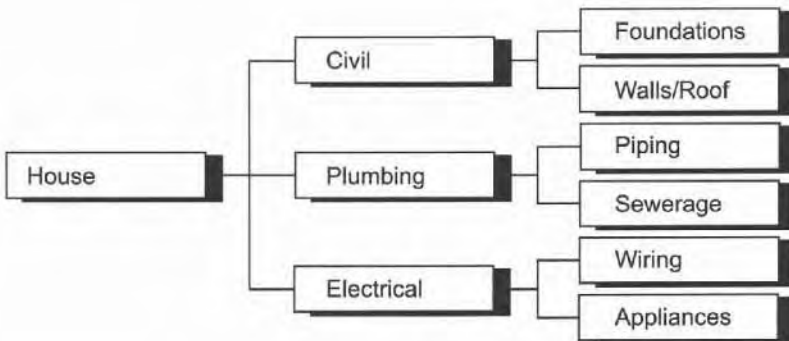 House
Civil
Foundations
Walls/Roof
Plumbing
Piping
Sewerage
Electrical
Wiring
Appliances